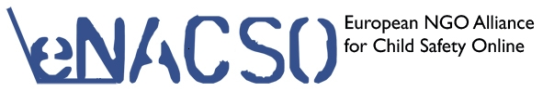 eNACSO
European NGO Alliance
for Child Safety Online